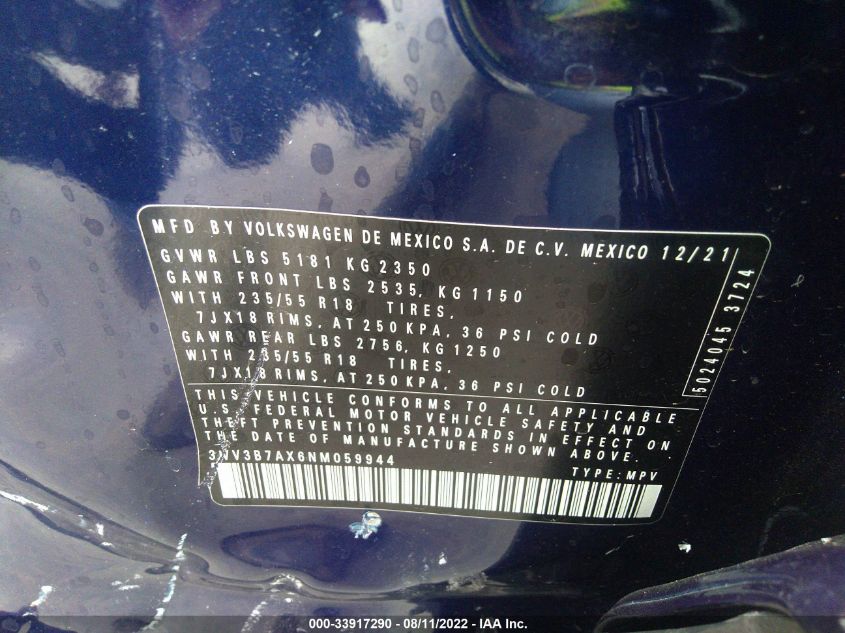 MFD BY VOLKSWAGEN DE MEXICO S.A. DE C.V. MEXICO 12/21
GVWR LBS 5181 KG 2350
GAWR FRONT LBS 2535, KG 1150
WITH 235/55 R18 TIRES,
7JX18 RIMS, AT 250 KPA, 36 PSI COLD
GAWR REAR LBS 2756, KG 1250
WITH 235/55 R18 TIRES,
7JX18 RIMS, AT 250 KPA, 36 PSI COLD
5024045 3724
THIS VEHICLE CONFORMS TO ALL APPLICABLE
U.S. FEDERAL MOTOR VEHICLE SAFETY AND
THEFT PREVENTION STANDARDS IN EFFECT ON
THE DATE OF MANUFACTURE SHOWN ABOVE.
3VV3B7AX6NM059944
TYPE: MPV
000-33917290 - 08/11/2022 - IAA Inc.